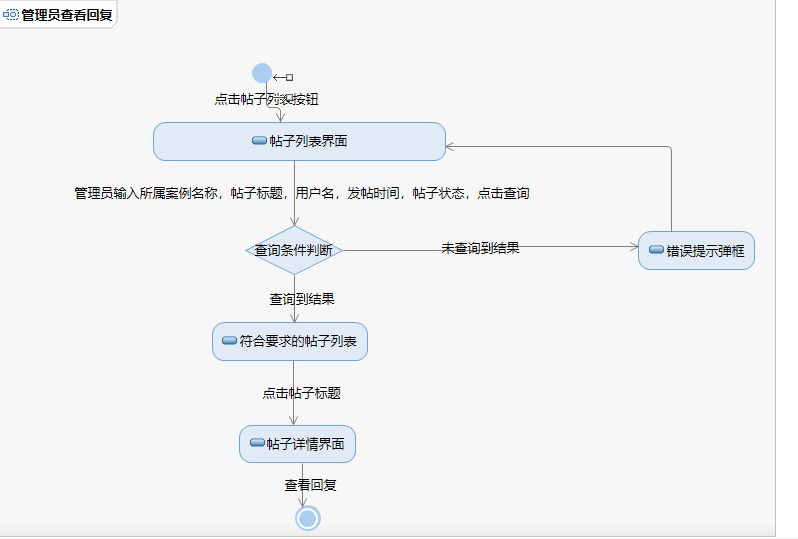 管理员查看回复
点击帖子列表按钮
帖子列表界面
管理员输入所属案例名称，帖子标题，用户名，发帖时间，帖子状态，点击查询
查询条件判断
未查询到结果
错误提示弹框
查询到结果
符合要求的帖子列表
点击帖子标题
帖子详情界面
查看回复